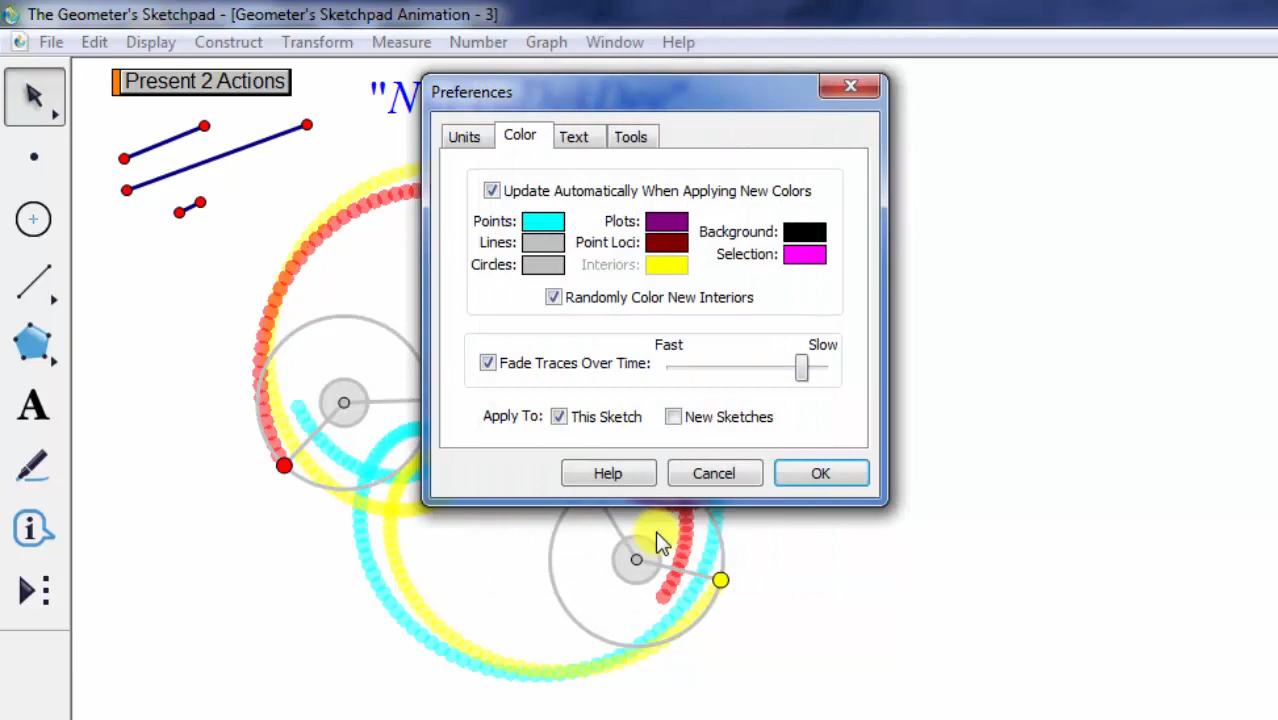 The Geometer's Sketchpad - [Geometer's Sketchpad Animation - 3]
File Edit Display Construct Transform Measure Number Graph Window Help
Present 2 Actions
Preferences
Units Color Text Tools
Update Automatically When Applying New Colors
Points: Plots: Background:
Lines: Point Loci: Selection:
Circles: Interiors:
Randomly Color New Interiors
Fast Slow
Fade Traces Over Time:
Apply To: This Sketch New Sketches
Help Cancel OK
A